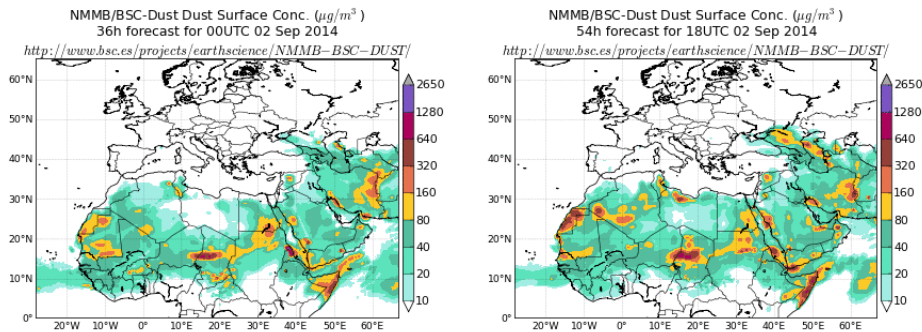 NMMB/BSC-Dust Dust Surface Conc. (μg/m³)
36h forecast for 00UTC 02 Sep 2014
http://www.bsc.es/projects/earthscience/NMMB−BSC−DUST/
60°N
50°N
40°N
30°N
20°N
10°N
0°
20°W
10°W
0°
10°E
20°E
30°E
40°E
50°E
60°E
2650
1280
640
320
160
80
40
20
10
NMMB/BSC-Dust Dust Surface Conc. (μg/m³)
54h forecast for 18UTC 02 Sep 2014
http://www.bsc.es/projects/earthscience/NMMB−BSC−DUST/
60°N
50°N
40°N
30°N
20°N
10°N
0°
20°W
10°W
0°
10°E
20°E
30°E
40°E
50°E
60°E
2650
1280
640
320
160
80
40
20
10